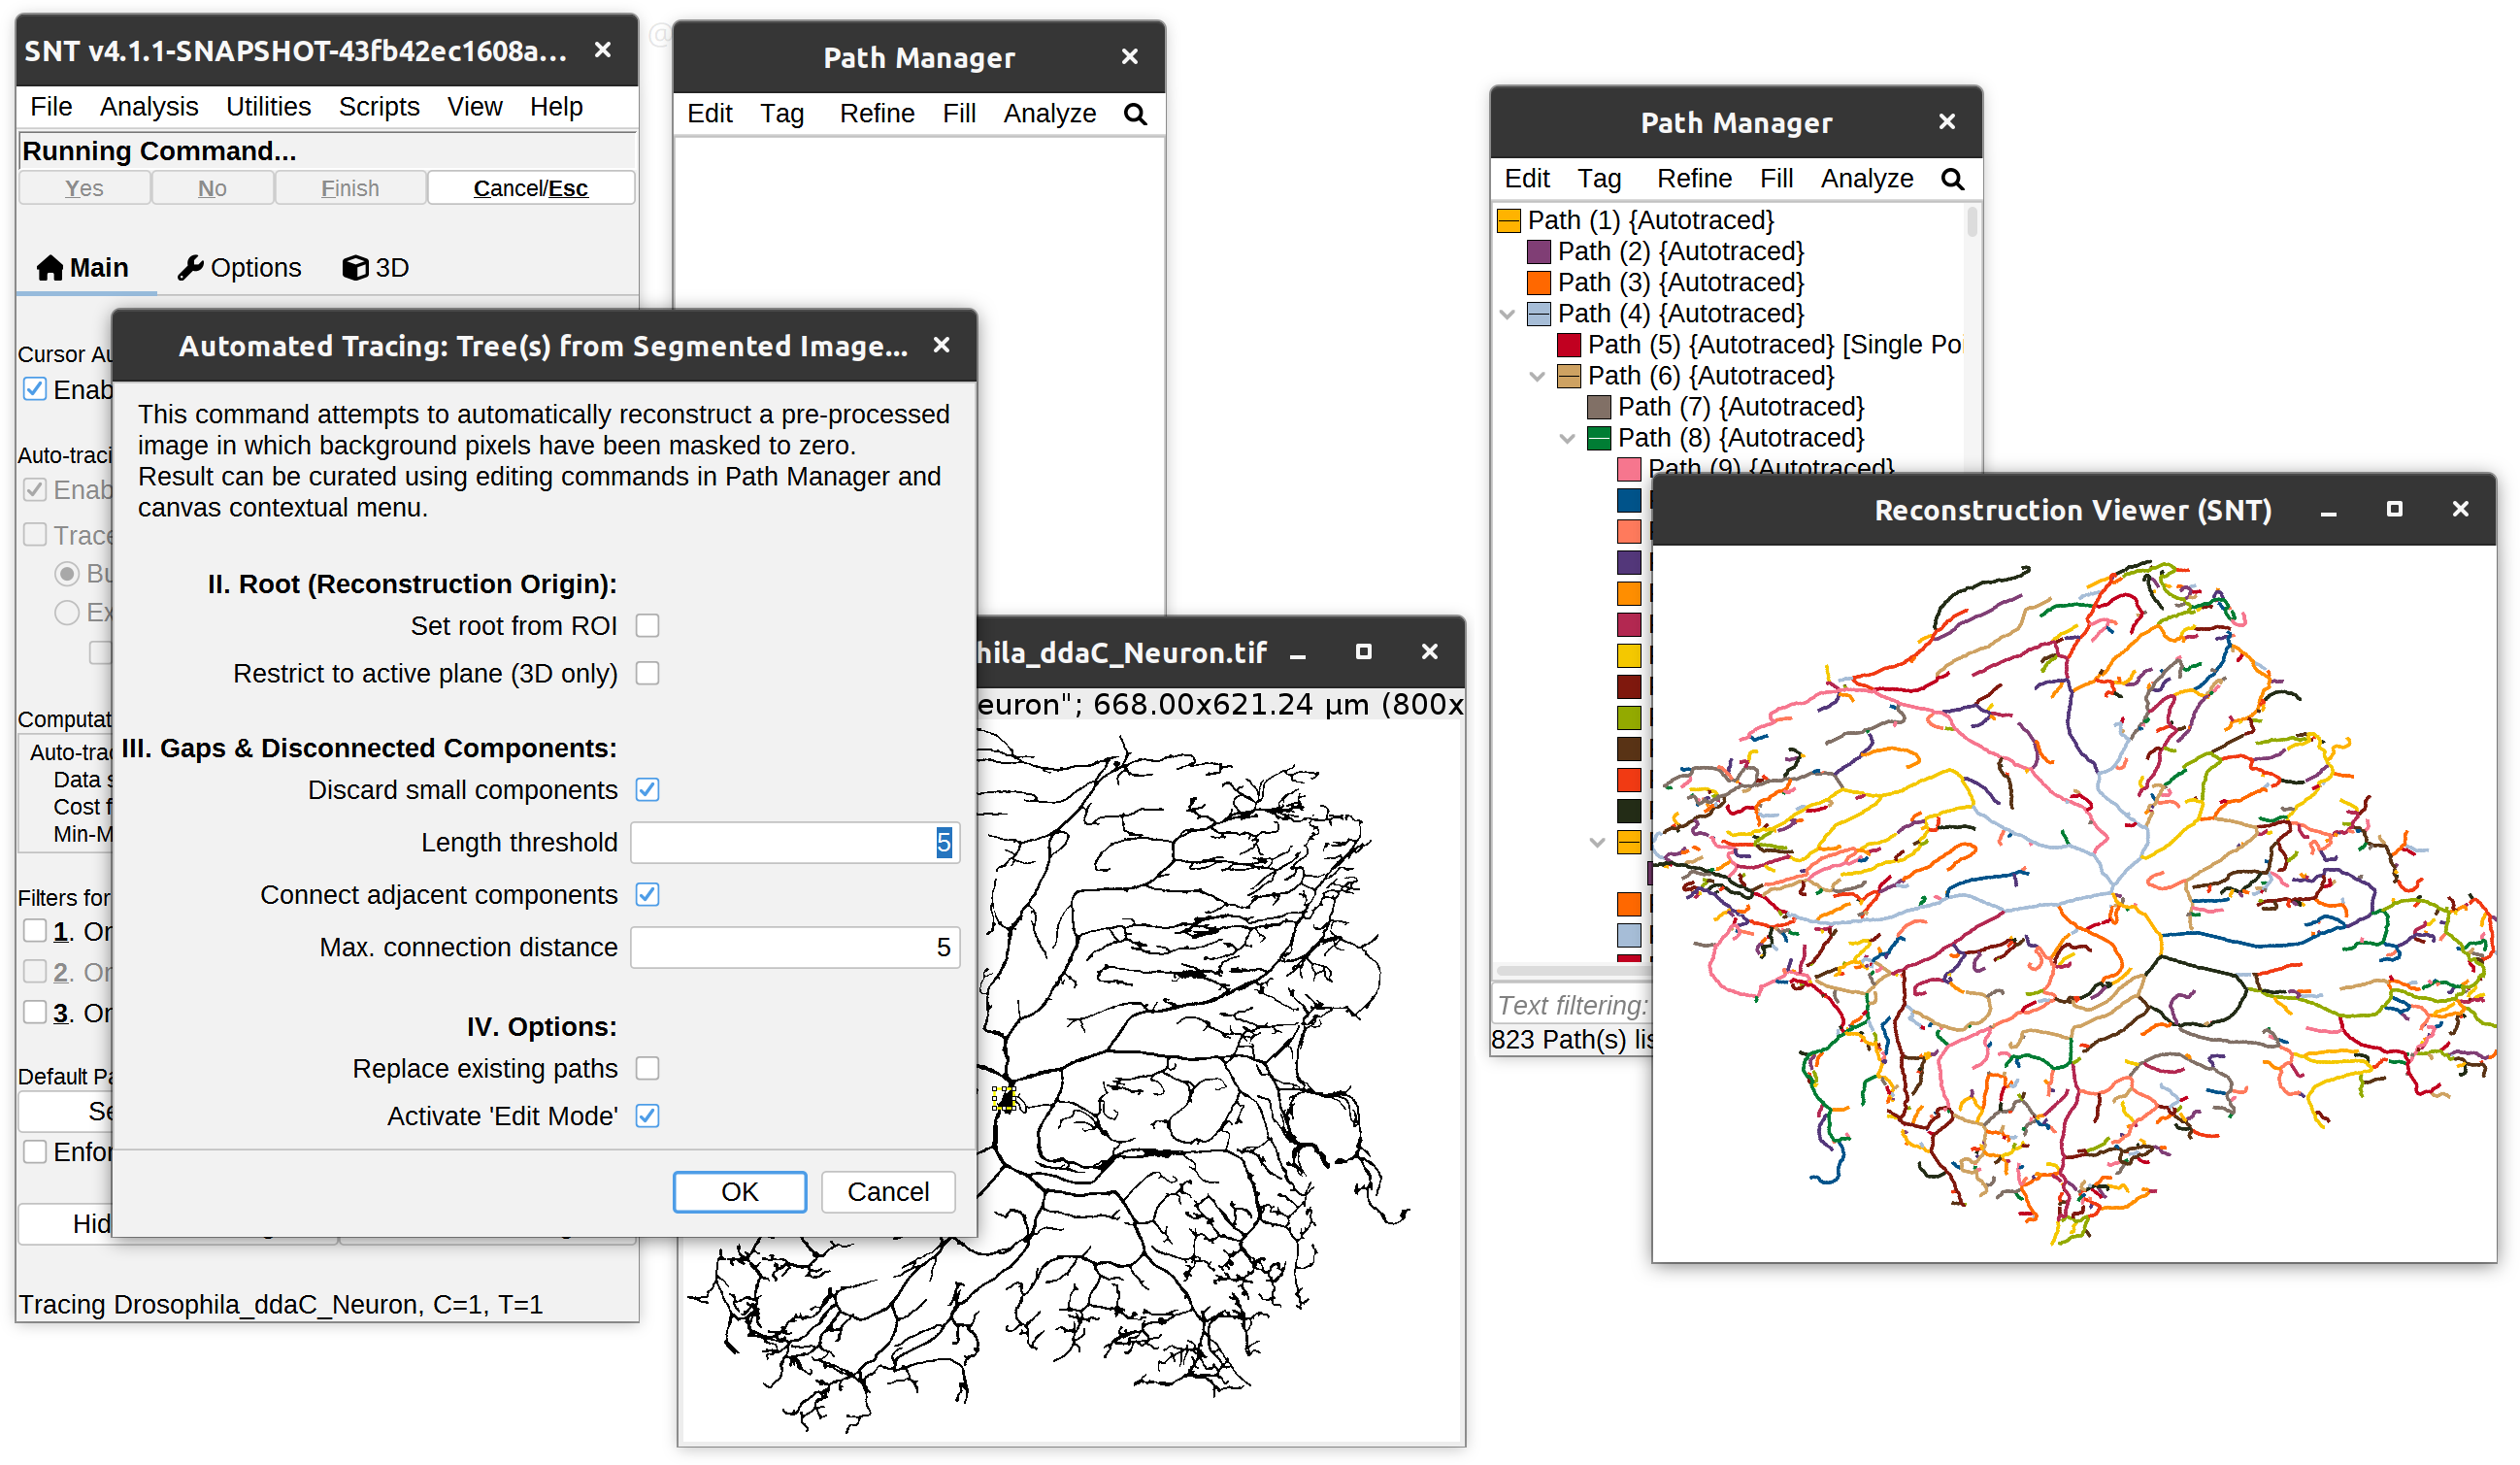 SNT v4.1.1-SNAPSHOT-43fb42ec1608a...
File Analysis Utilities Scripts View Help
Running Command...
Yes No Finish Cancel/Esc
Main Options 3D
Cursor Au
Enab
Auto-traci
Enab
Trace
Bu
Ex
Computat
Auto-trac
Data s
Cost f
Min-M
Filters for
1. On
2. On
3. On
Default Pa
Se
Enfor
Hid
Tracing Drosophila_ddaC_Neuron, C=1, T=1
Automated Tracing: Tree(s) from Segmented Image...
This command attempts to automatically reconstruct a pre-processed
image in which background pixels have been masked to zero.
Result can be curated using editing commands in Path Manager and
canvas contextual menu.
II. Root (Reconstruction Origin):
Set root from ROI
Restrict to active plane (3D only)
III. Gaps & Disconnected Components:
Discard small components
Length threshold 5
Connect adjacent components
Max. connection distance 5
IV. Options:
Replace existing paths
Activate 'Edit Mode'
OK Cancel
Path Manager
Edit Tag Refine Fill Analyze
hila_ddaC_Neuron.tif
euron"; 668.00x621.24 µm (800x
Path Manager
Edit Tag Refine Fill Analyze
Path (1) {Autotraced}
Path (2) {Autotraced}
Path (3) {Autotraced}
Path (4) {Autotraced}
Path (5) {Autotraced} [Single Poi
Path (6) {Autotraced}
Path (7) {Autotraced}
Path (8) {Autotraced}
Path (9) {Autotraced}
Text filtering:
823 Path(s) lis
Reconstruction Viewer (SNT)